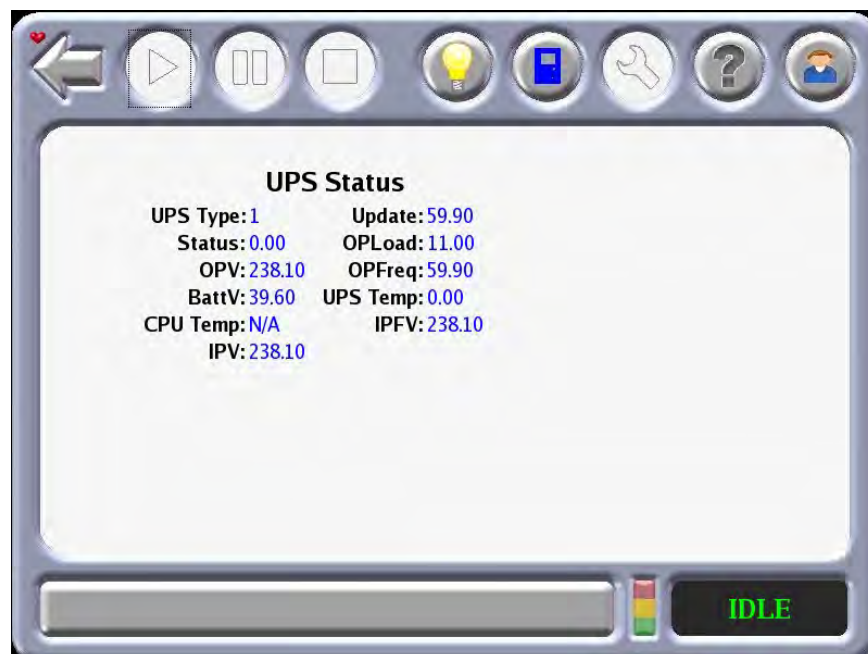 UPS Status
UPS Type: 1 Update: 59.90
Status: 0.00 OPLoad: 11.00
OPV: 238.10 OPFreq: 59.90
BattV: 39.60 UPS Temp: 0.00
CPU Temp: N/A IPFV: 238.10
IPV: 238.10
IDLE